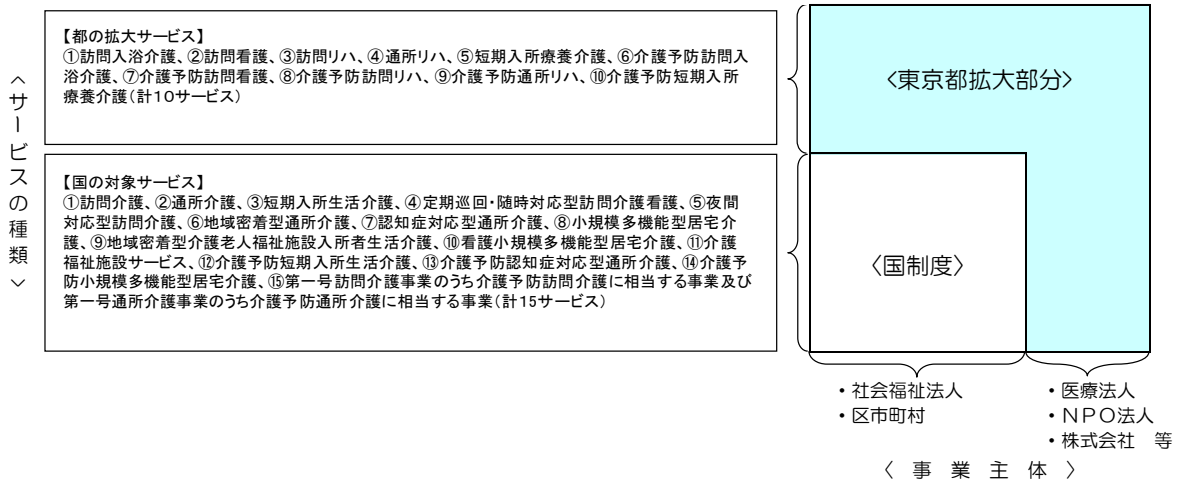 【都の拡大サービス】
①訪問入浴介護、②訪問看護、③訪問リハ、④通所リハ、⑤短期入所療養介護、⑥介護予防訪問入
浴介護、⑦介護予防訪問看護、⑧介護予防訪問リハ、⑨介護予防通所リハ、⑩介護予防短期入所
療養介護(計10サービス)
〈東京都拡大部分〉
〈サービスの種類〉
【国の対象サービス】
①訪問介護、②通所介護、③短期入所生活介護、④定期巡回・随時対応型訪問介護看護、⑤夜間
対応型訪問介護、⑥地域密着型通所介護、⑦認知症対応型通所介護、⑧小規模多機能型居宅介
護、⑨地域密着型介護老人福祉施設入所者生活介護、⑩看護小規模多機能型居宅介護、⑪介護
福祉施設サービス、⑫介護予防短期入所生活介護、⑬介護予防認知症対応型通所介護、⑭介護予
防小規模多機能型居宅介護、⑮第一号訪問介護事業のうち介護予防訪問介護に相当する事業及び
第一号通所介護事業のうち介護予防通所介護に相当する事業(計15サービス)
〈国制度〉
・社会福祉法人
・区市町村
・医療法人
・NPO法人
・株式会社 等
〈 事 業 主 体 〉